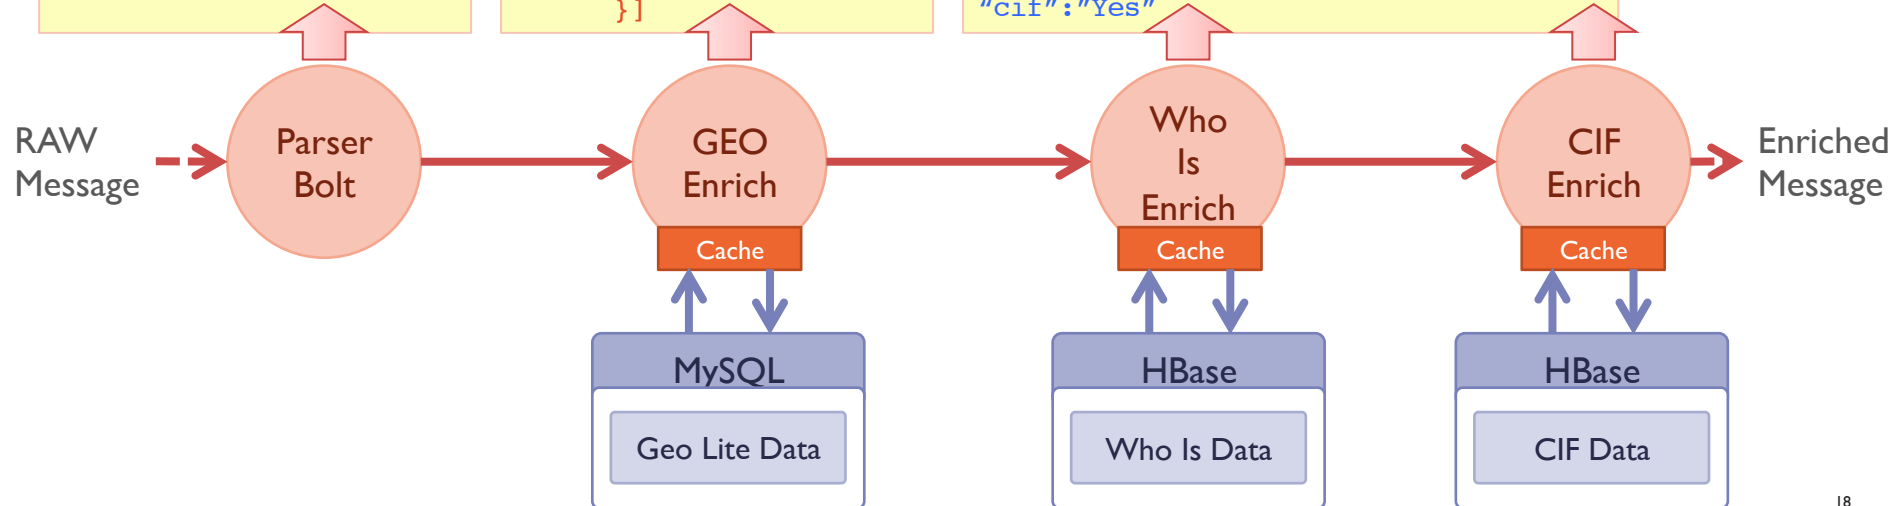 }]
"cif":"Yes"
RAW
Message
Parser
Bolt
GEO
Enrich
Who
Is
Enrich
CIF
Enrich
Enriched
Message
Cache
Cache
Cache
MySQL
HBase
HBase
Geo Lite Data
Who Is Data
CIF Data
18